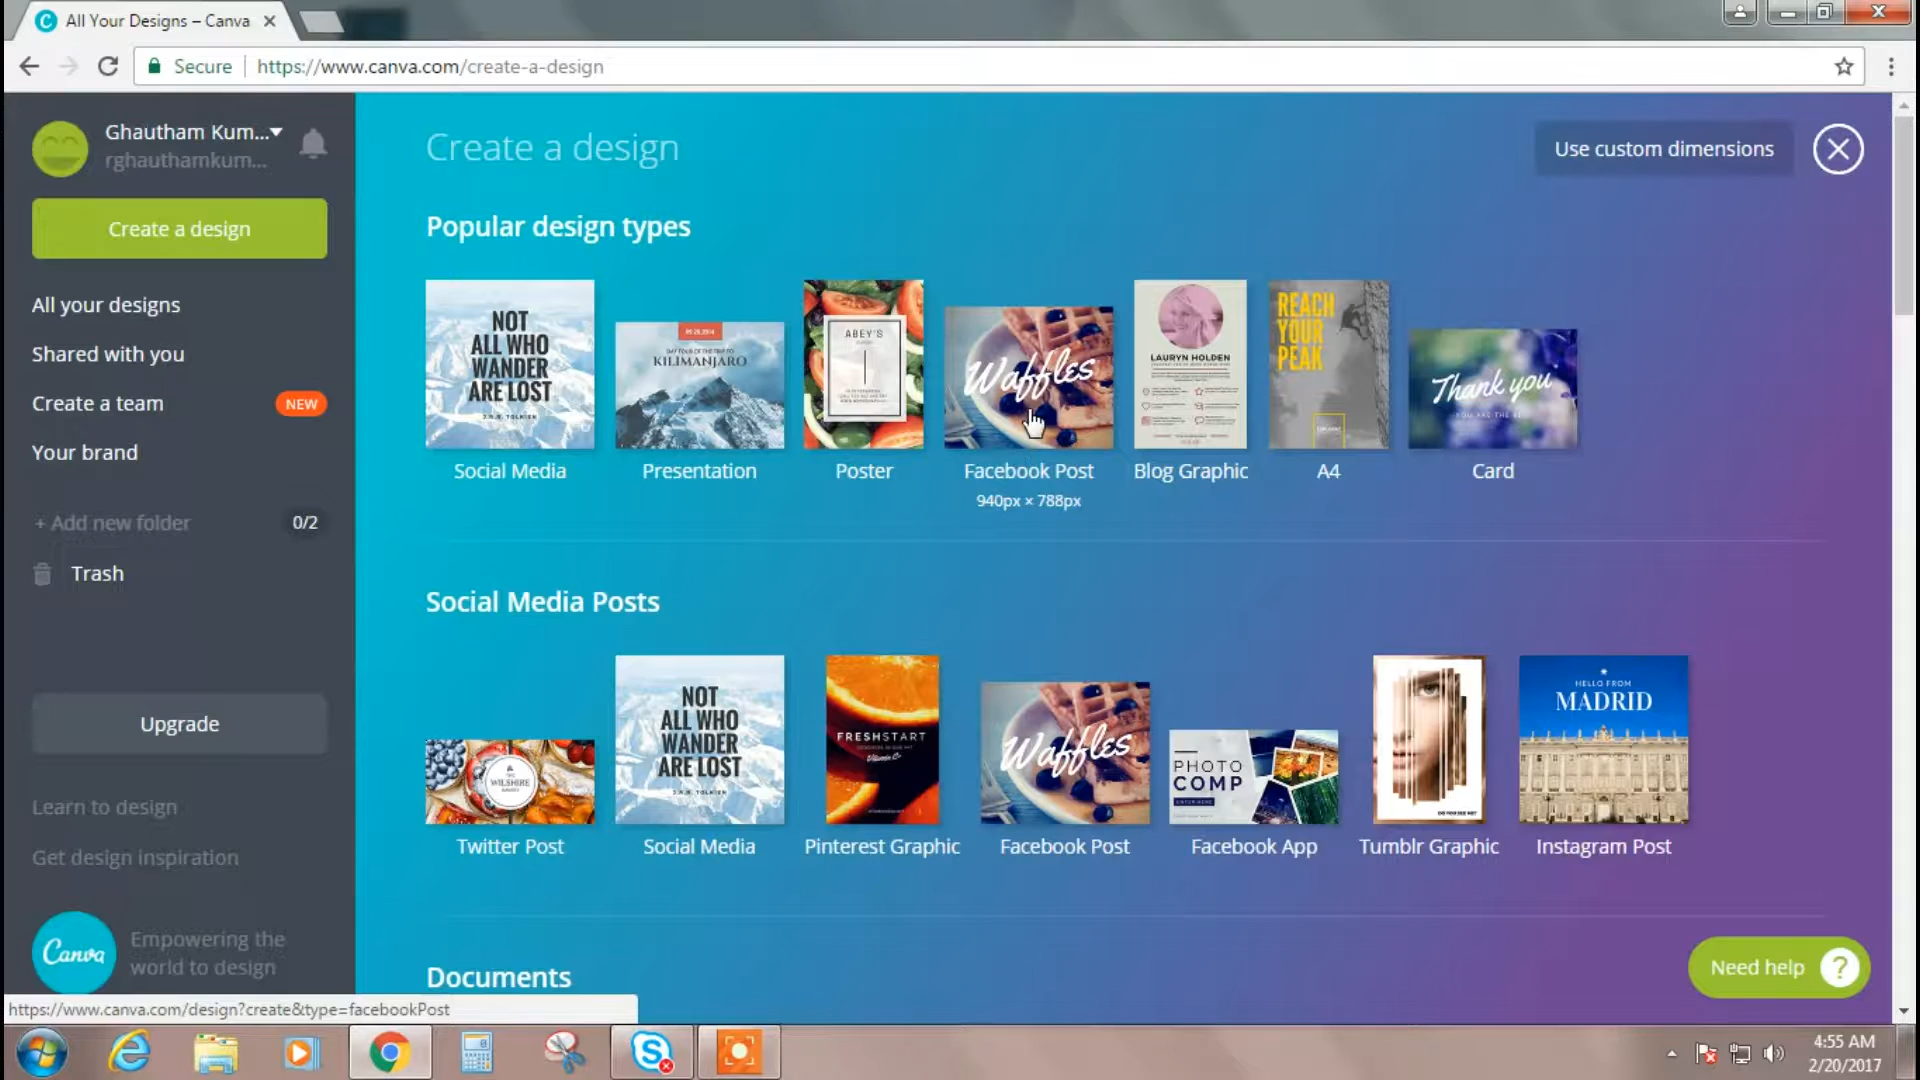 All Your Designs – Canva
Secure
https://www.canva.com/create-a-design
Ghautham Kum...
rghauthamkum...
Create a design
All your designs
Shared with you
Create a team
NEW
Your brand
+ Add new folder
0/2
Trash
Upgrade
Learn to design
Get design inspiration
Canva
Empowering the
world to design
Create a design
Use custom dimensions
Popular design types
NOT
ALL WHO
WANDER
ARE LOST
KILIMANJARO
ABEY'S
Waffles
LAURYN HOLDEN
REACH
YOUR
PEAK
Thank you
Social Media
Presentation
Poster
Facebook Post
Blog Graphic
A4
Card
940px × 788px
Social Media Posts
WILSHIRE
NOT
ALL WHO
WANDER
ARE LOST
FRESHSTART
Waffles
PHOTO
COMP
HELLO FROM
MADRID
Twitter Post
Social Media
Pinterest Graphic
Facebook Post
Facebook App
Tumblr Graphic
Instagram Post
Documents
Need help ?
https://www.canva.com/design?create&type=facebookPost
4:55 AM
2/20/2017